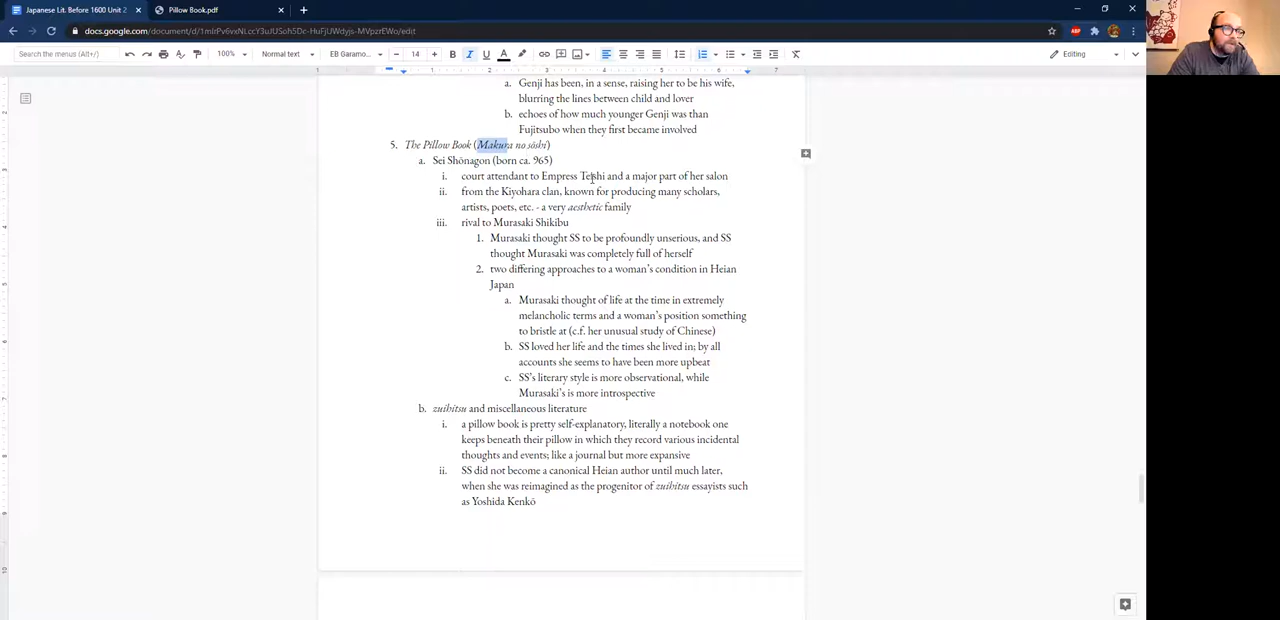 Japanese Lit. Before 1600 Unit 2
Pillow Book.pdf
Search the menus (Alt+/)
100%
Normal text
EB Garamo...
14
Editing
1
1
2
3
4
5
6
7
a. Genji has been, in a sense, raising her to be his wife,
blurring the lines between child and lover
b. echoes of how much younger Genji was than
Fujitsubo when they first became involved
5. The Pillow Book (Makura no sōshi)
a. Sei Shōnagon (born ca. 965)
i. court attendant to Empress Teishi and a major part of her salon
ii. from the Kiyohara clan, known for producing many scholars,
artists, poets, etc. - a very aesthetic family
iii. rival to Murasaki Shikibu
1. Murasaki thought SS to be profoundly unserious, and SS
thought Murasaki was completely full of herself
2. two differing approaches to a woman's condition in Heian
Japan
a. Murasaki thought of life at the time in extremely
melancholic terms and a woman's position something
to bristle at (c.f. her unusual study of Chinese)
b. SS loved her life and the times she lived in; by all
accounts she seems to have been more upbeat
c. SS's literary style is more observational, while
Murasaki's is more introspective
b. zuihitsu and miscellaneous literature
i. a pillow book is pretty self-explanatory, literally a notebook one
keeps beneath their pillow in which they record various incidental
thoughts and events; like a journal but more expansive
ii. SS did not become a canonical Heian author until much later,
when she was reimagined as the progenitor of zuihitsu essayists such
as Yoshida Kenkō